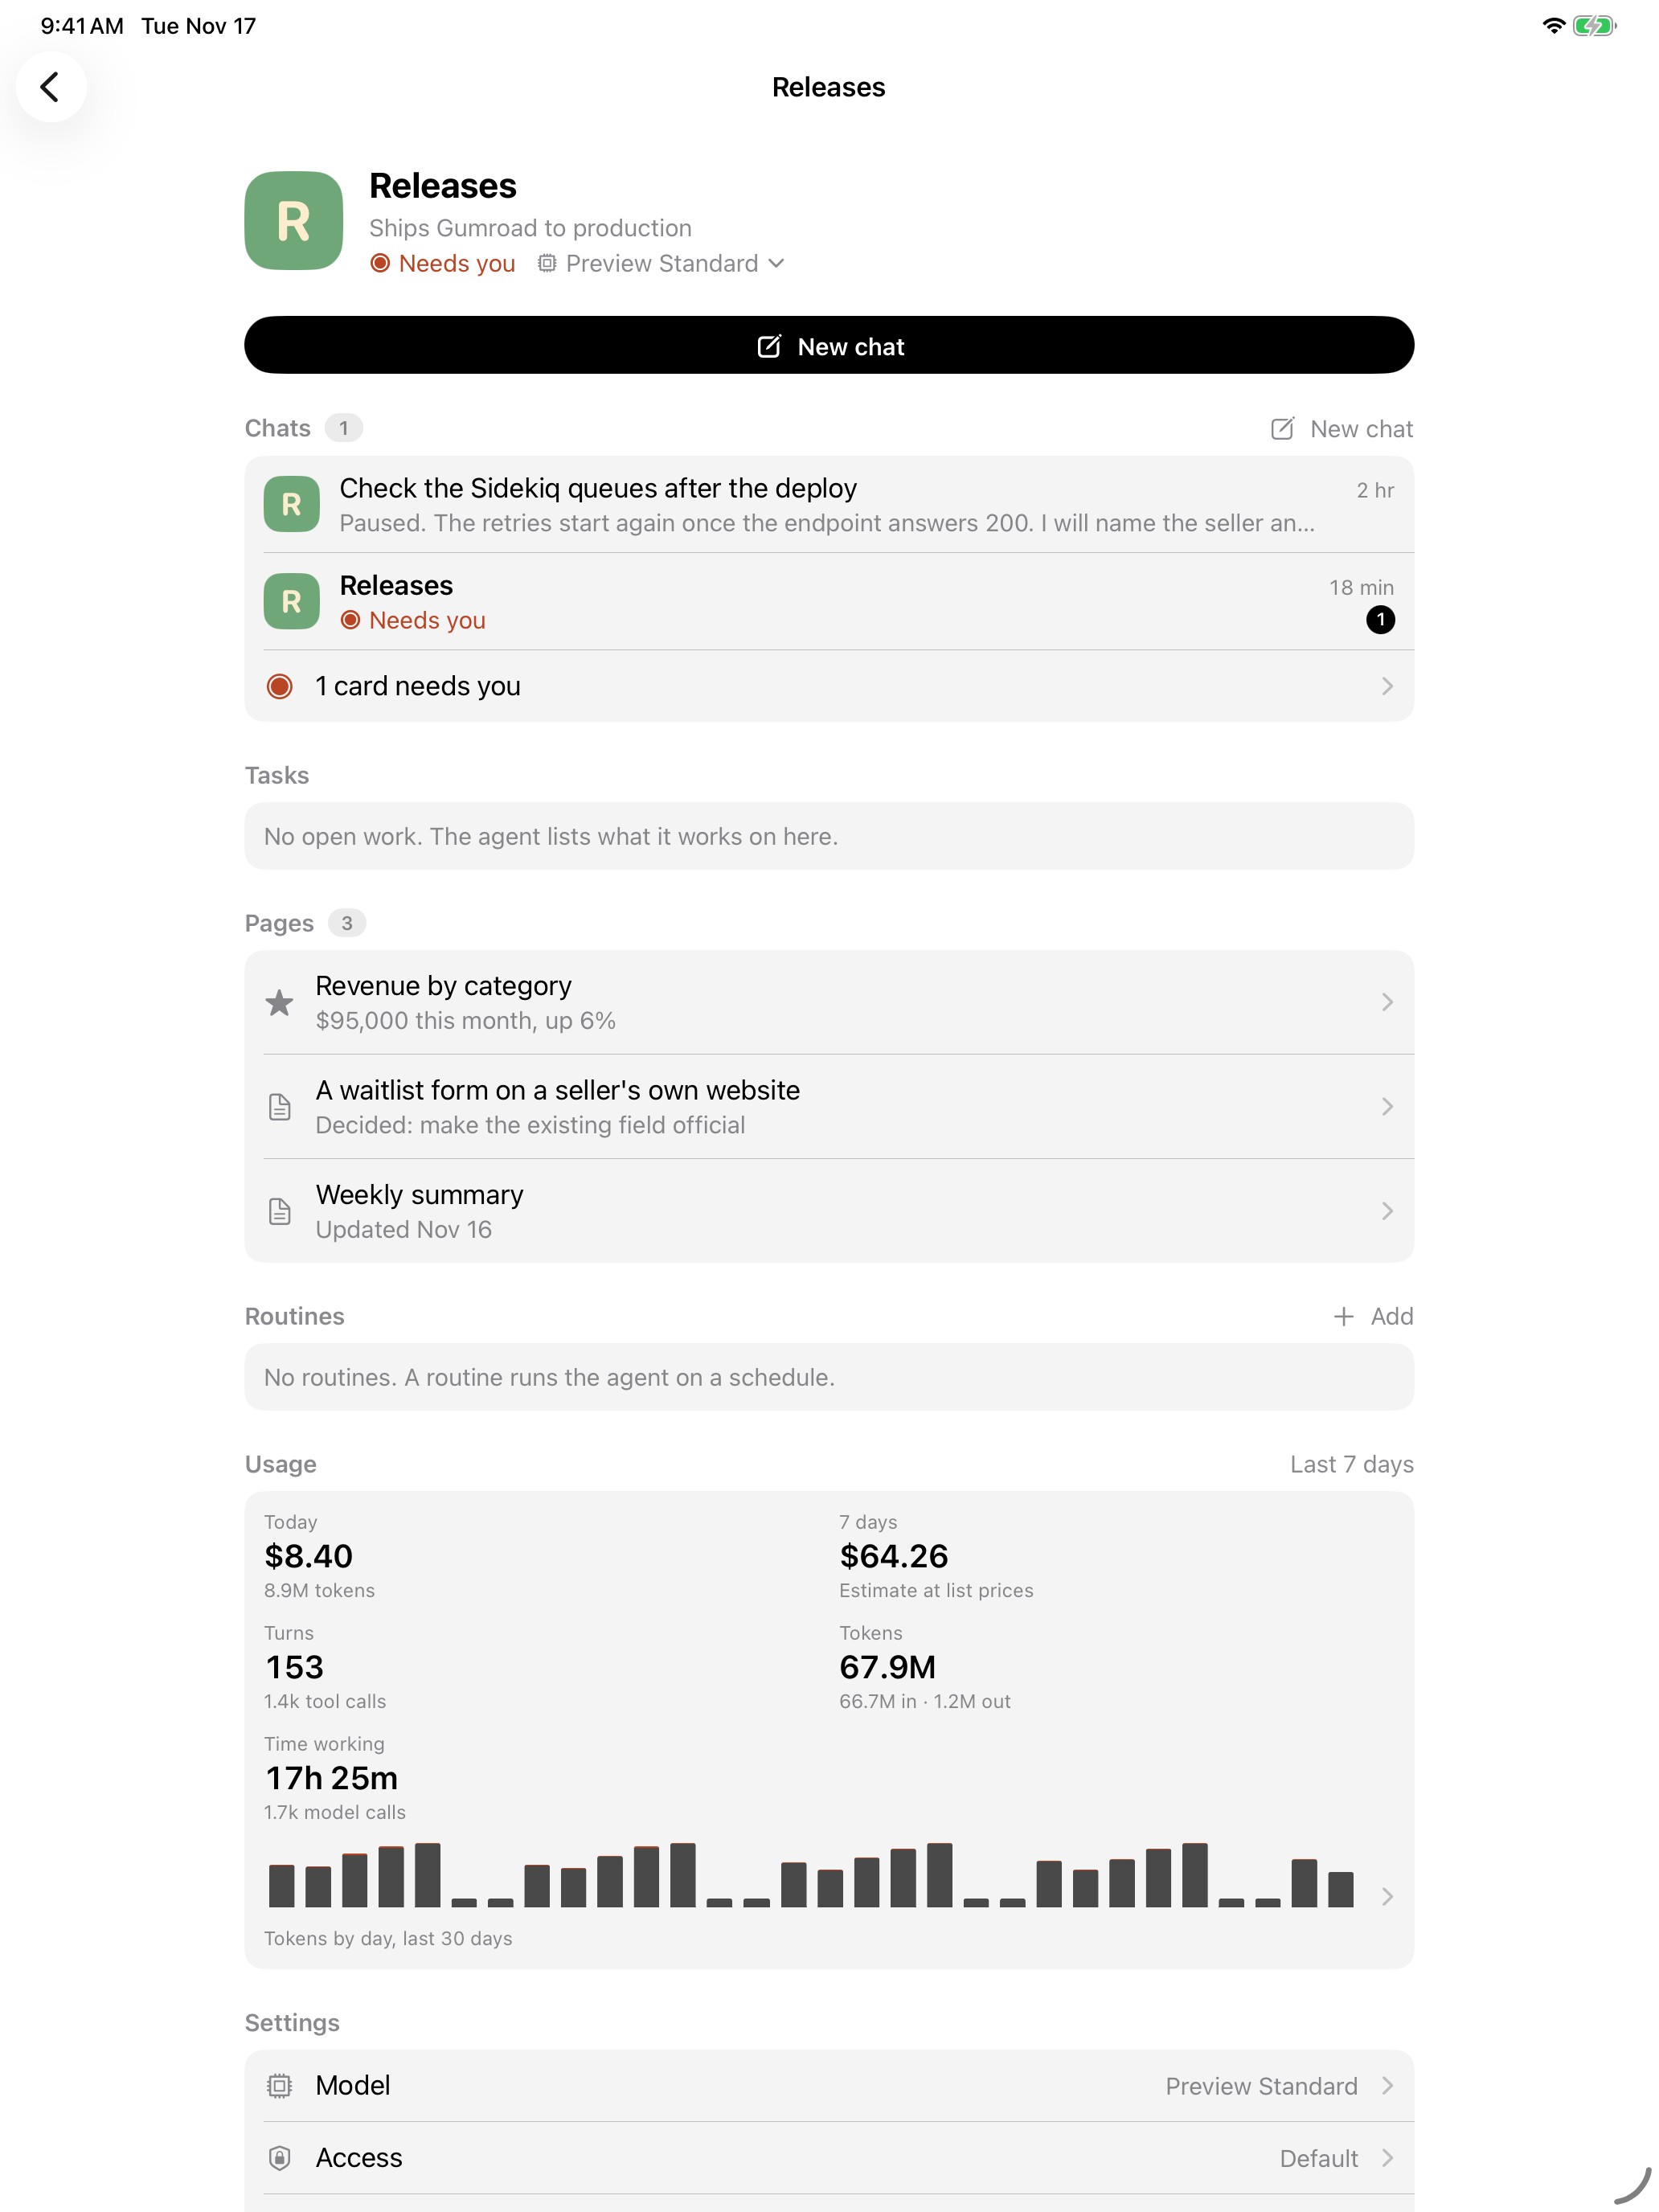 9:41 AM Tue Nov 17
Releases
R
Releases
Ships Gumroad to production
Needs you Preview Standard
New chat
Chats 1 New chat
R
Check the Sidekiq queues after the deploy 2 hr
Paused. The retries start again once the endpoint answers 200. I will name the seller an...
R
Releases 18 min
Needs you 1
1 card needs you
Tasks
No open work. The agent lists what it works on here.
Pages 3
Revenue by category
$95,000 this month, up 6%
A waitlist form on a seller's own website
Decided: make the existing field official
Weekly summary
Updated Nov 16
Routines + Add
No routines. A routine runs the agent on a schedule.
Usage Last 7 days
Today 7 days
$8.40 $64.26
8.9M tokens Estimate at list prices
Turns Tokens
153 67.9M
1.4k tool calls 66.7M in · 1.2M out
Time working
17h 25m
1.7k model calls
Tokens by day, last 30 days
Settings
Model Preview Standard
Access Default